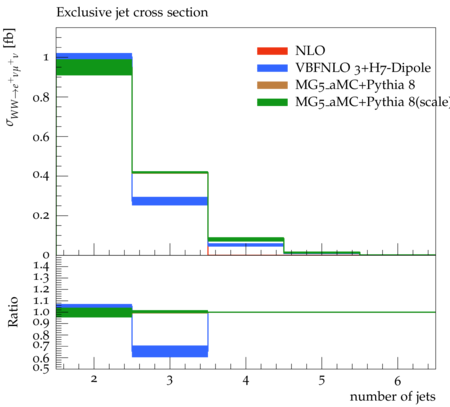 Exclusive jet cross section
σWW→e+νμ+ν [fb]
NLO
VBFNLO 3+H7-Dipole
MG5_aMC+Pythia 8
MG5_aMC+Pythia 8(scale)
1
0.8
0.6
0.4
0.2
0
Ratio
1.4
1.3
1.2
1.1
1.0
0.9
0.8
0.7
0.6
0.5
2 3 4 5 6
number of jets